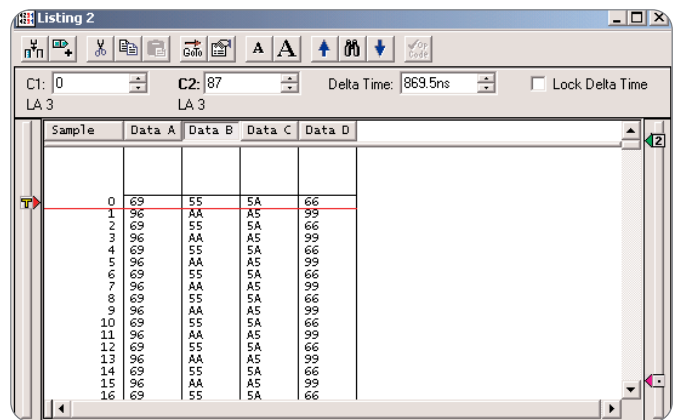 Listing 2
GoTo A A ✓Op Code
C1: 0 C2: 87 Delta Time: 869.5ns Lock Delta Time
LA 3 LA 3
Sample Data A Data B Data C Data D
2
T
0 69 55 5A 66
1 96 AA A5 99
2 69 55 5A 66
3 96 AA A5 99
4 69 55 5A 66
5 96 AA A5 99
6 69 55 5A 66
7 96 AA A5 99
8 69 55 5A 66
9 96 AA A5 99
10 69 55 5A 66
11 96 AA A5 99
12 69 55 5A 66
13 96 AA A5 99
14 69 55 5A 66
15 96 AA A5 99
16 69 55 5A 66